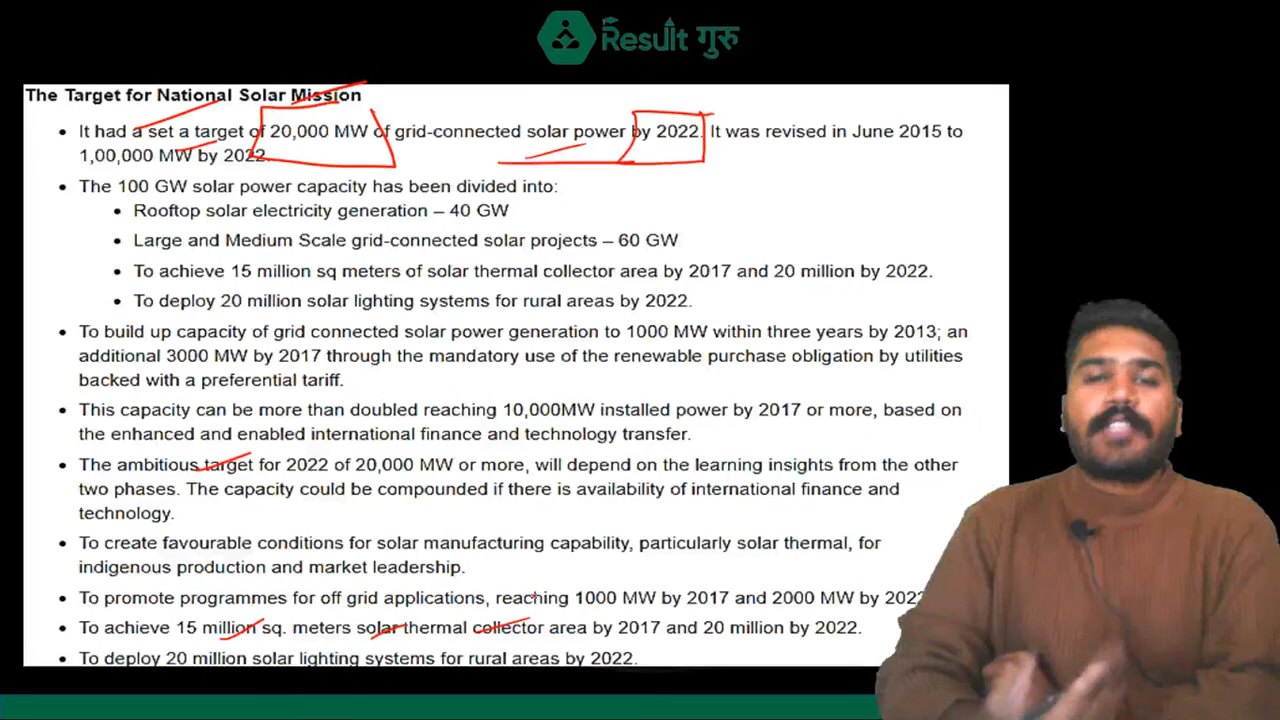 Result गुरु
The Target for National Solar Mission
• It had a set a target of 20,000 MW of grid-connected solar power by 2022. It was revised in June 2015 to
1,00,000 MW by 2022.
• The 100 GW solar power capacity has been divided into:
• Rooftop solar electricity generation – 40 GW
• Large and Medium Scale grid-connected solar projects – 60 GW
• To achieve 15 million sq meters of solar thermal collector area by 2017 and 20 million by 2022.
• To deploy 20 million solar lighting systems for rural areas by 2022.
• To build up capacity of grid connected solar power generation to 1000 MW within three years by 2013; an
additional 3000 MW by 2017 through the mandatory use of the renewable purchase obligation by utilities
backed with a preferential tariff.
• This capacity can be more than doubled reaching 10,000MW installed power by 2017 or more, based on
the enhanced and enabled international finance and technology transfer.
• The ambitious target for 2022 of 20,000 MW or more, will depend on the learning insights from the other
two phases. The capacity could be compounded if there is availability of international finance and
technology.
• To create favourable conditions for solar manufacturing capability, particularly solar thermal, for
indigenous production and market leadership.
• To promote programmes for off grid applications, reaching 1000 MW by 2017 and 2000 MW by 2022
• To achieve 15 million sq. meters solar thermal collector area by 2017 and 20 million by 2022.
• To deploy 20 million solar lighting systems for rural areas by 2022.